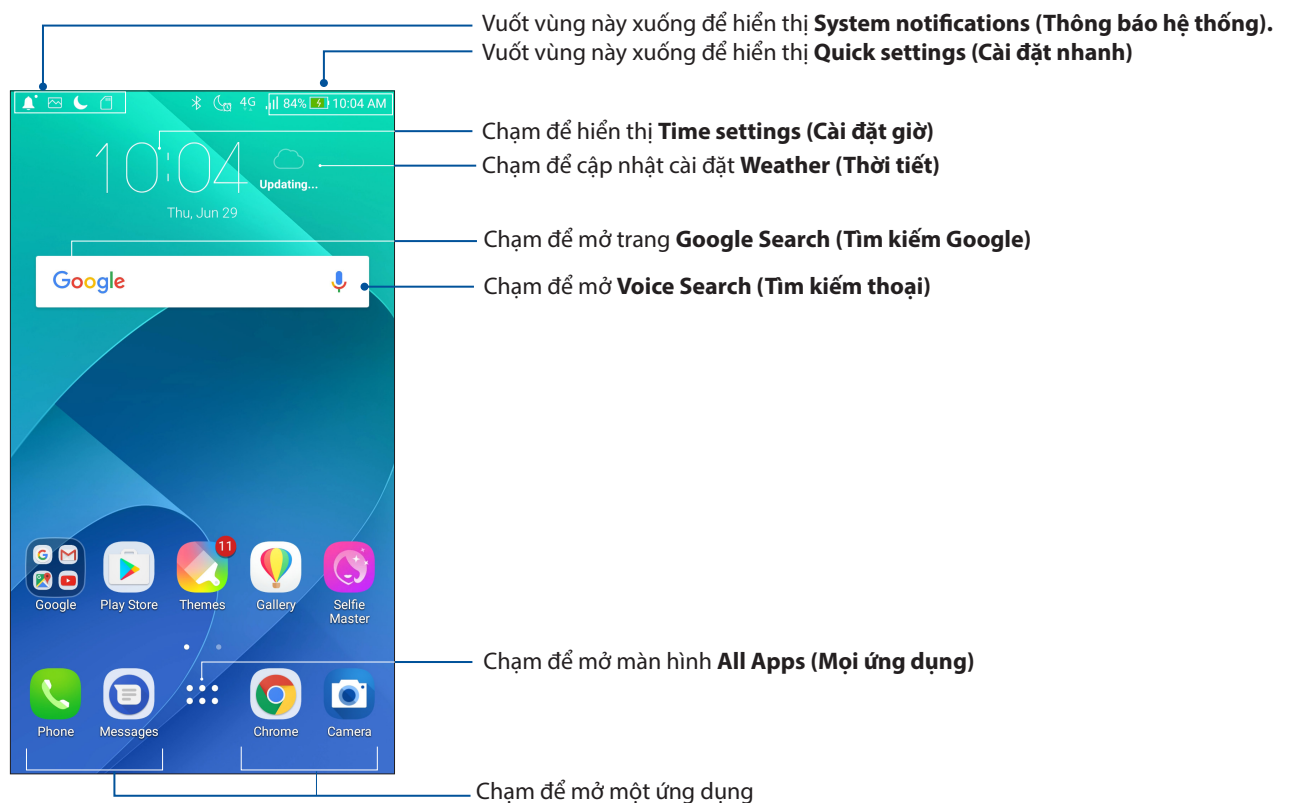 Vuốt vùng này xuống để hiển thị System notifications (Thông báo hệ thống).
Vuốt vùng này xuống để hiển thị Quick settings (Cài đặt nhanh)
4G 84% 10:04 AM
Chạm để hiển thị Time settings (Cài đặt giờ)
10:04
Chạm để cập nhật cài đặt Weather (Thời tiết)
Updating...
Thu, Jun 29
Chạm để mở trang Google Search (Tìm kiếm Google)
Google
Chạm để mở Voice Search (Tìm kiếm thoại)
11
Google Play Store Themes Gallery Selfie
Master
Chạm để mở màn hình All Apps (Mọi ứng dụng)
Phone Messages Chrome Camera
Chạm để mở một ứng dụng